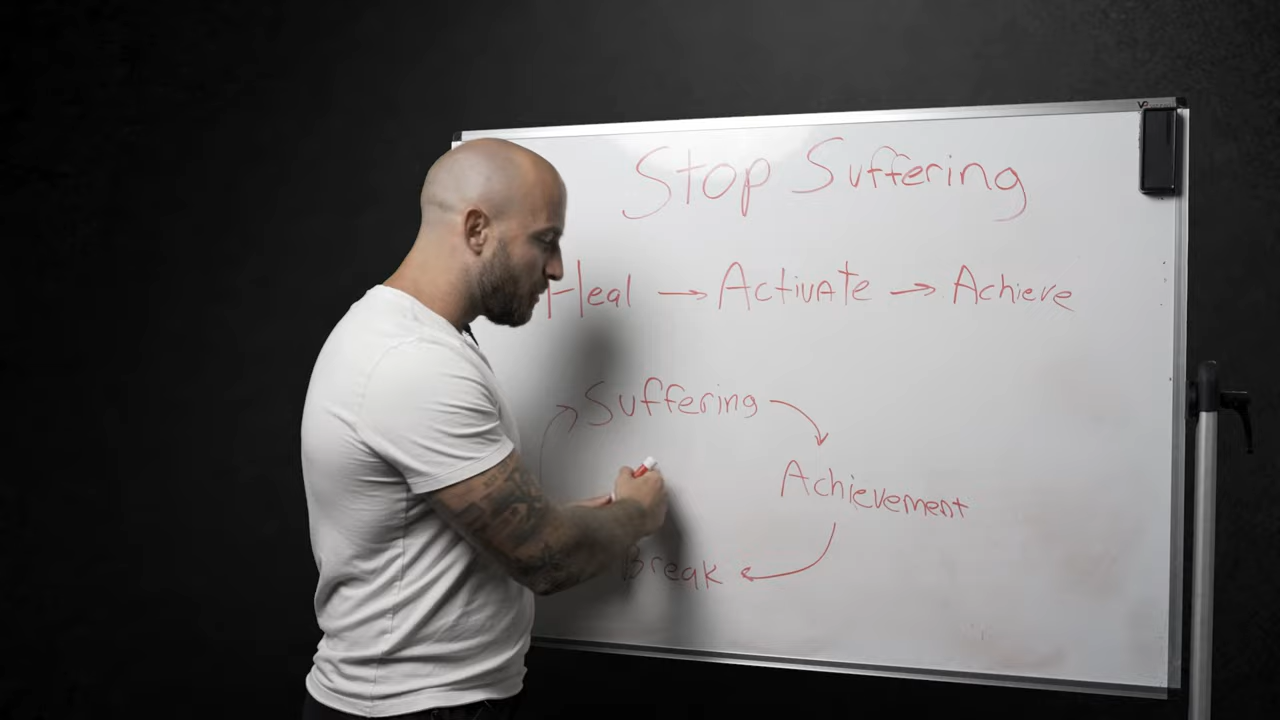 Stop Suffering
Heal → Activate → Achieve
Suffering
Achievement
Break